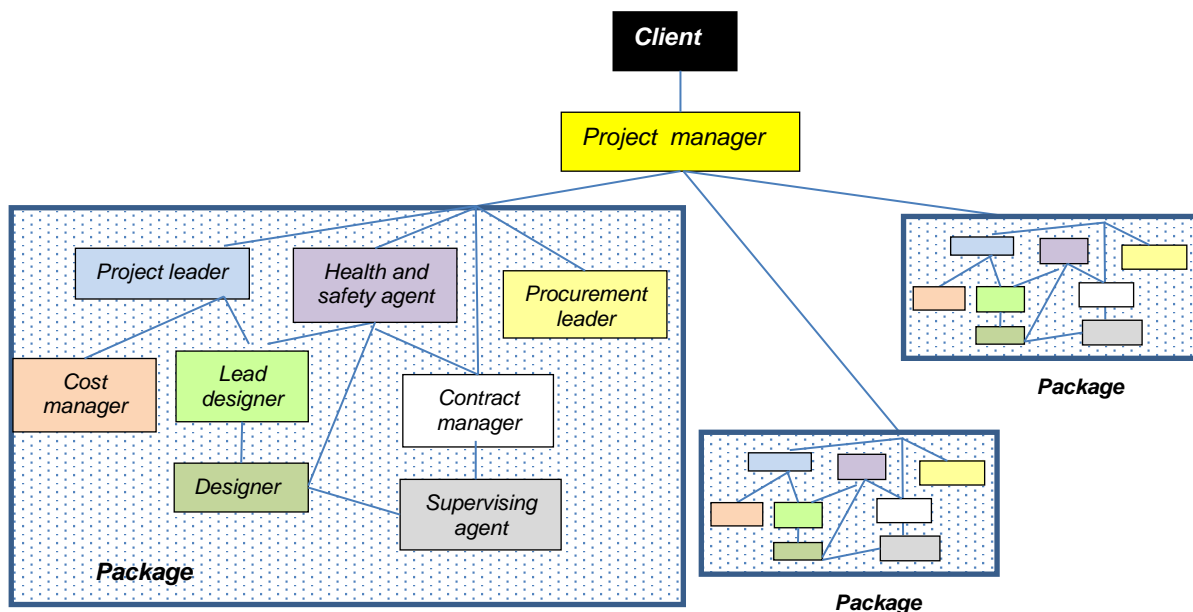 Client
Project manager
Project leader
Health and
safety agent
Procurement
leader
Cost
manager
Lead
designer
Contract
manager
Designer
Supervising
agent
Package
Package
Package